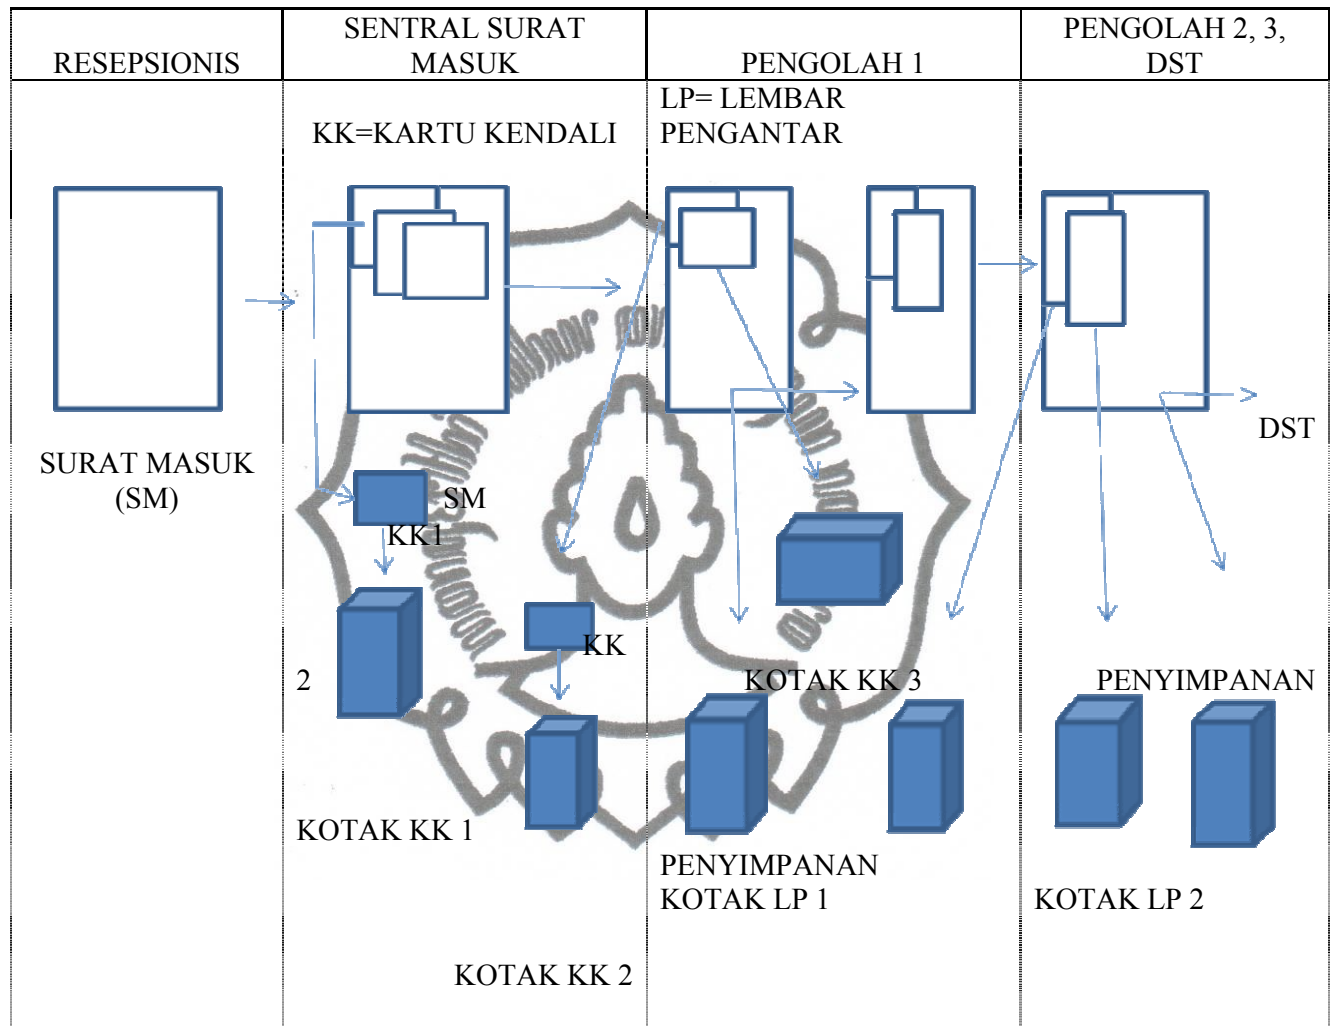 RESEPSIONIS
SENTRAL SURAT
MASUK
PENGOLAH 1
PENGOLAH 2, 3,
DST
KK=KARTU KENDALI
LP= LEMBAR
PENGANTAR
SURAT MASUK
(SM)
SM
KK1
DST
KK
2
KOTAK KK 3
PENYIMPANAN
KOTAK KK 1
PENYIMPANAN
KOTAK LP 1
KOTAK LP 2
KOTAK KK 2